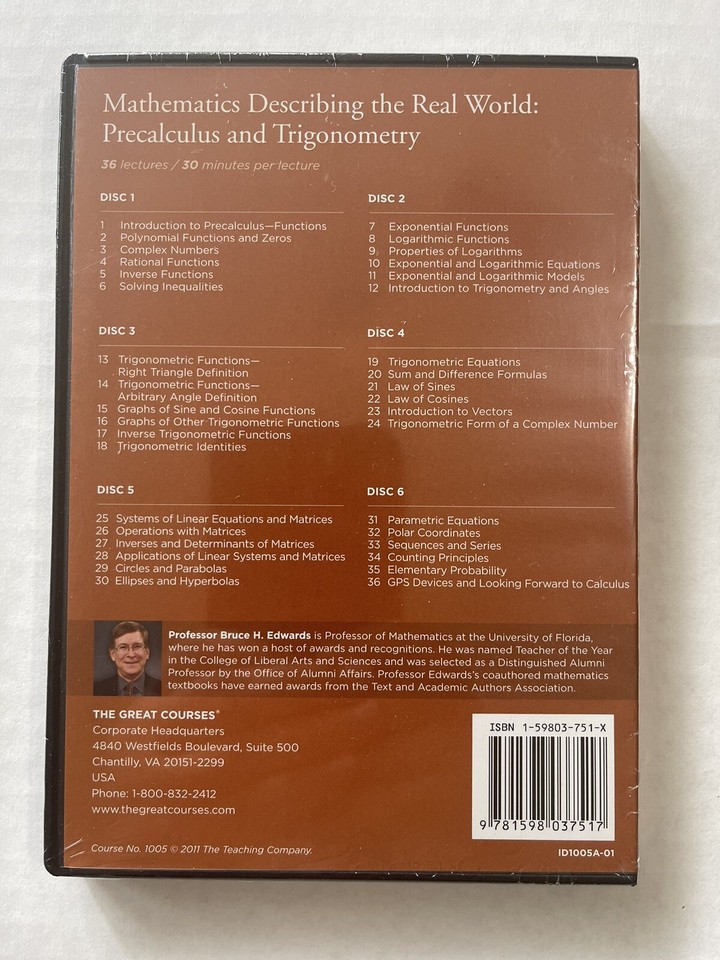 Mathematics Describing the Real World:
Precalculus and Trigonometry
36 lectures / 30 minutes per lecture
DISC 1
1 Introduction to Precalculus—Functions
2 Polynomial Functions and Zeros
3 Complex Numbers
4 Rational Functions
5 Inverse Functions
6 Solving Inequalities
DISC 2
7 Exponential Functions
8 Logarithmic Functions
9 Properties of Logarithms
10 Exponential and Logarithmic Equations
11 Exponential and Logarithmic Models
12 Introduction to Trigonometry and Angles
DISC 3
13 Trigonometric Functions—
Right Triangle Definition
14 Trigonometric Functions—
Arbitrary Angle Definition
15 Graphs of Sine and Cosine Functions
16 Graphs of Other Trigonometric Functions
17 Inverse Trigonometric Functions
18 Trigonometric Identities
DISC 4
19 Trigonometric Equations
20 Sum and Difference Formulas
21 Law of Sines
22 Law of Cosines
23 Introduction to Vectors
24 Trigonometric Form of a Complex Number
DISC 5
25 Systems of Linear Equations and Matrices
26 Operations with Matrices
27 Inverses and Determinants of Matrices
28 Applications of Linear Systems and Matrices
29 Circles and Parabolas
30 Ellipses and Hyperbolas
DISC 6
31 Parametric Equations
32 Polar Coordinates
33 Sequences and Series
34 Counting Principles
35 Elementary Probability
36 GPS Devices and Looking Forward to Calculus
Professor Bruce H. Edwards is Professor of Mathematics at the University of Florida,
where he has won a host of awards and recognitions. He was named Teacher of the Year
in the College of Liberal Arts and Sciences and was selected as a Distinguished Alumni
Professor by the Office of Alumni Affairs. Professor Edwards's coauthored mathematics
textbooks have earned awards from the Text and Academic Authors Association.
THE GREAT COURSES®
Corporate Headquarters
4840 Westfields Boulevard, Suite 500
Chantilly, VA 20151-2299
USA
Phone: 1-800-832-2412
www.thegreatcourses.com
Course No. 1005 © 2011 The Teaching Company.
ISBN 1-59803-751-X
9 781598 037517
ID1005A-01